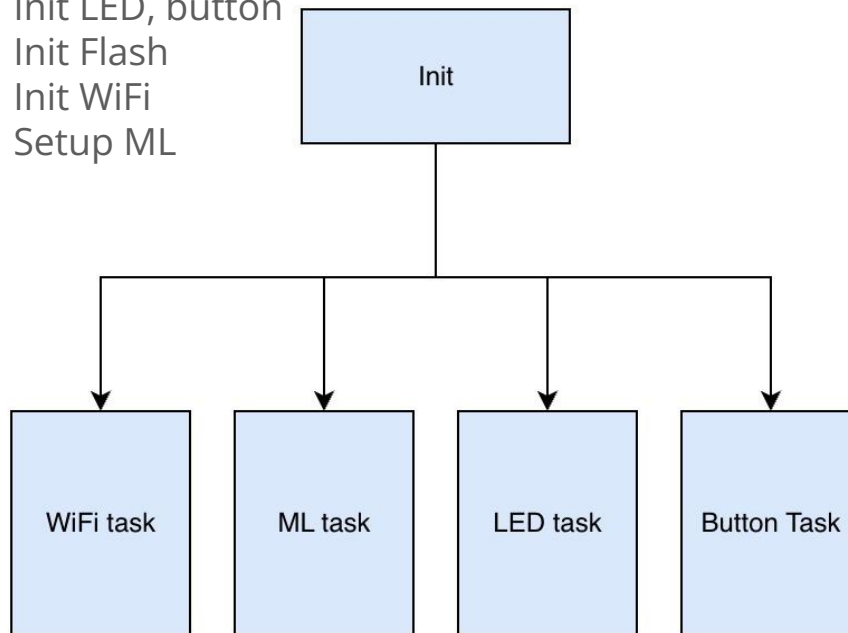 Init LED, button
Init Flash
Init WiFi
Setup ML
Init
WiFi task
ML task
LED task
Button Task